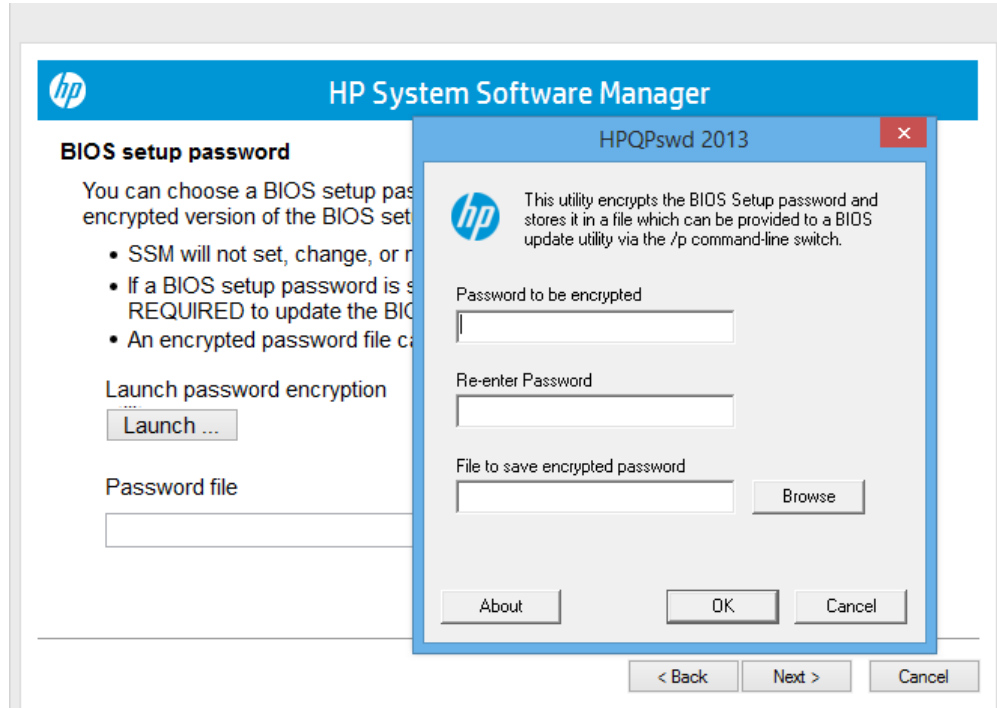 hp
HP System Software Manager
BIOS setup password
You can choose a BIOS setup
encrypted version of the BIOS
• SSM will not set, change, or
• If a BIOS setup password is
REQUIRED to update the
• An encrypted password file
Launch password encryption
Launch ...
Password file
< Back
Next >
Cancel
HPQPswd 2013
hp
This utility encrypts the BIOS Setup password and
stores it in a file which can be provided to a BIOS
update utility via the /p command-line switch.
Password to be encrypted
Re-enter Password
File to save encrypted password
Browse
About
OK
Cancel